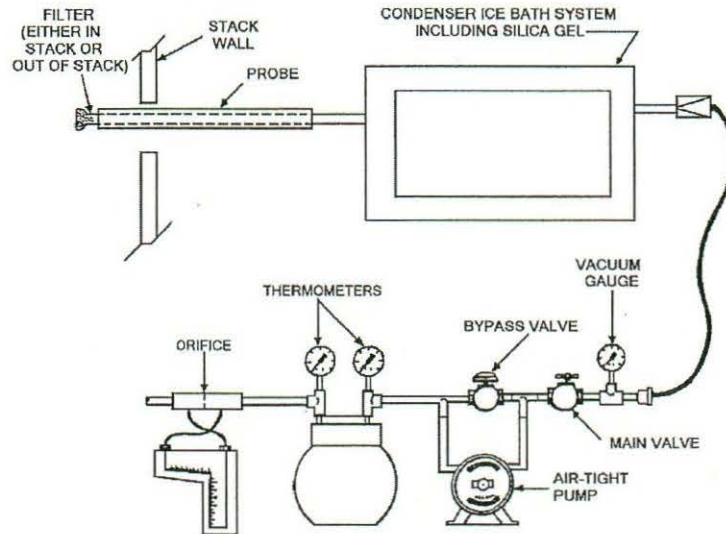 FILTER
(EITHER IN
STACK OR
OUT OF STACK)
STACK
WALL
PROBE
CONDENSER ICE BATH SYSTEM
INCLUDING SILICA GEL
VACUUM
GAUGE
THERMOMETERS
BYPASS VALVE
ORIFICE
MAIN VALVE
AIR-TIGHT
PUMP